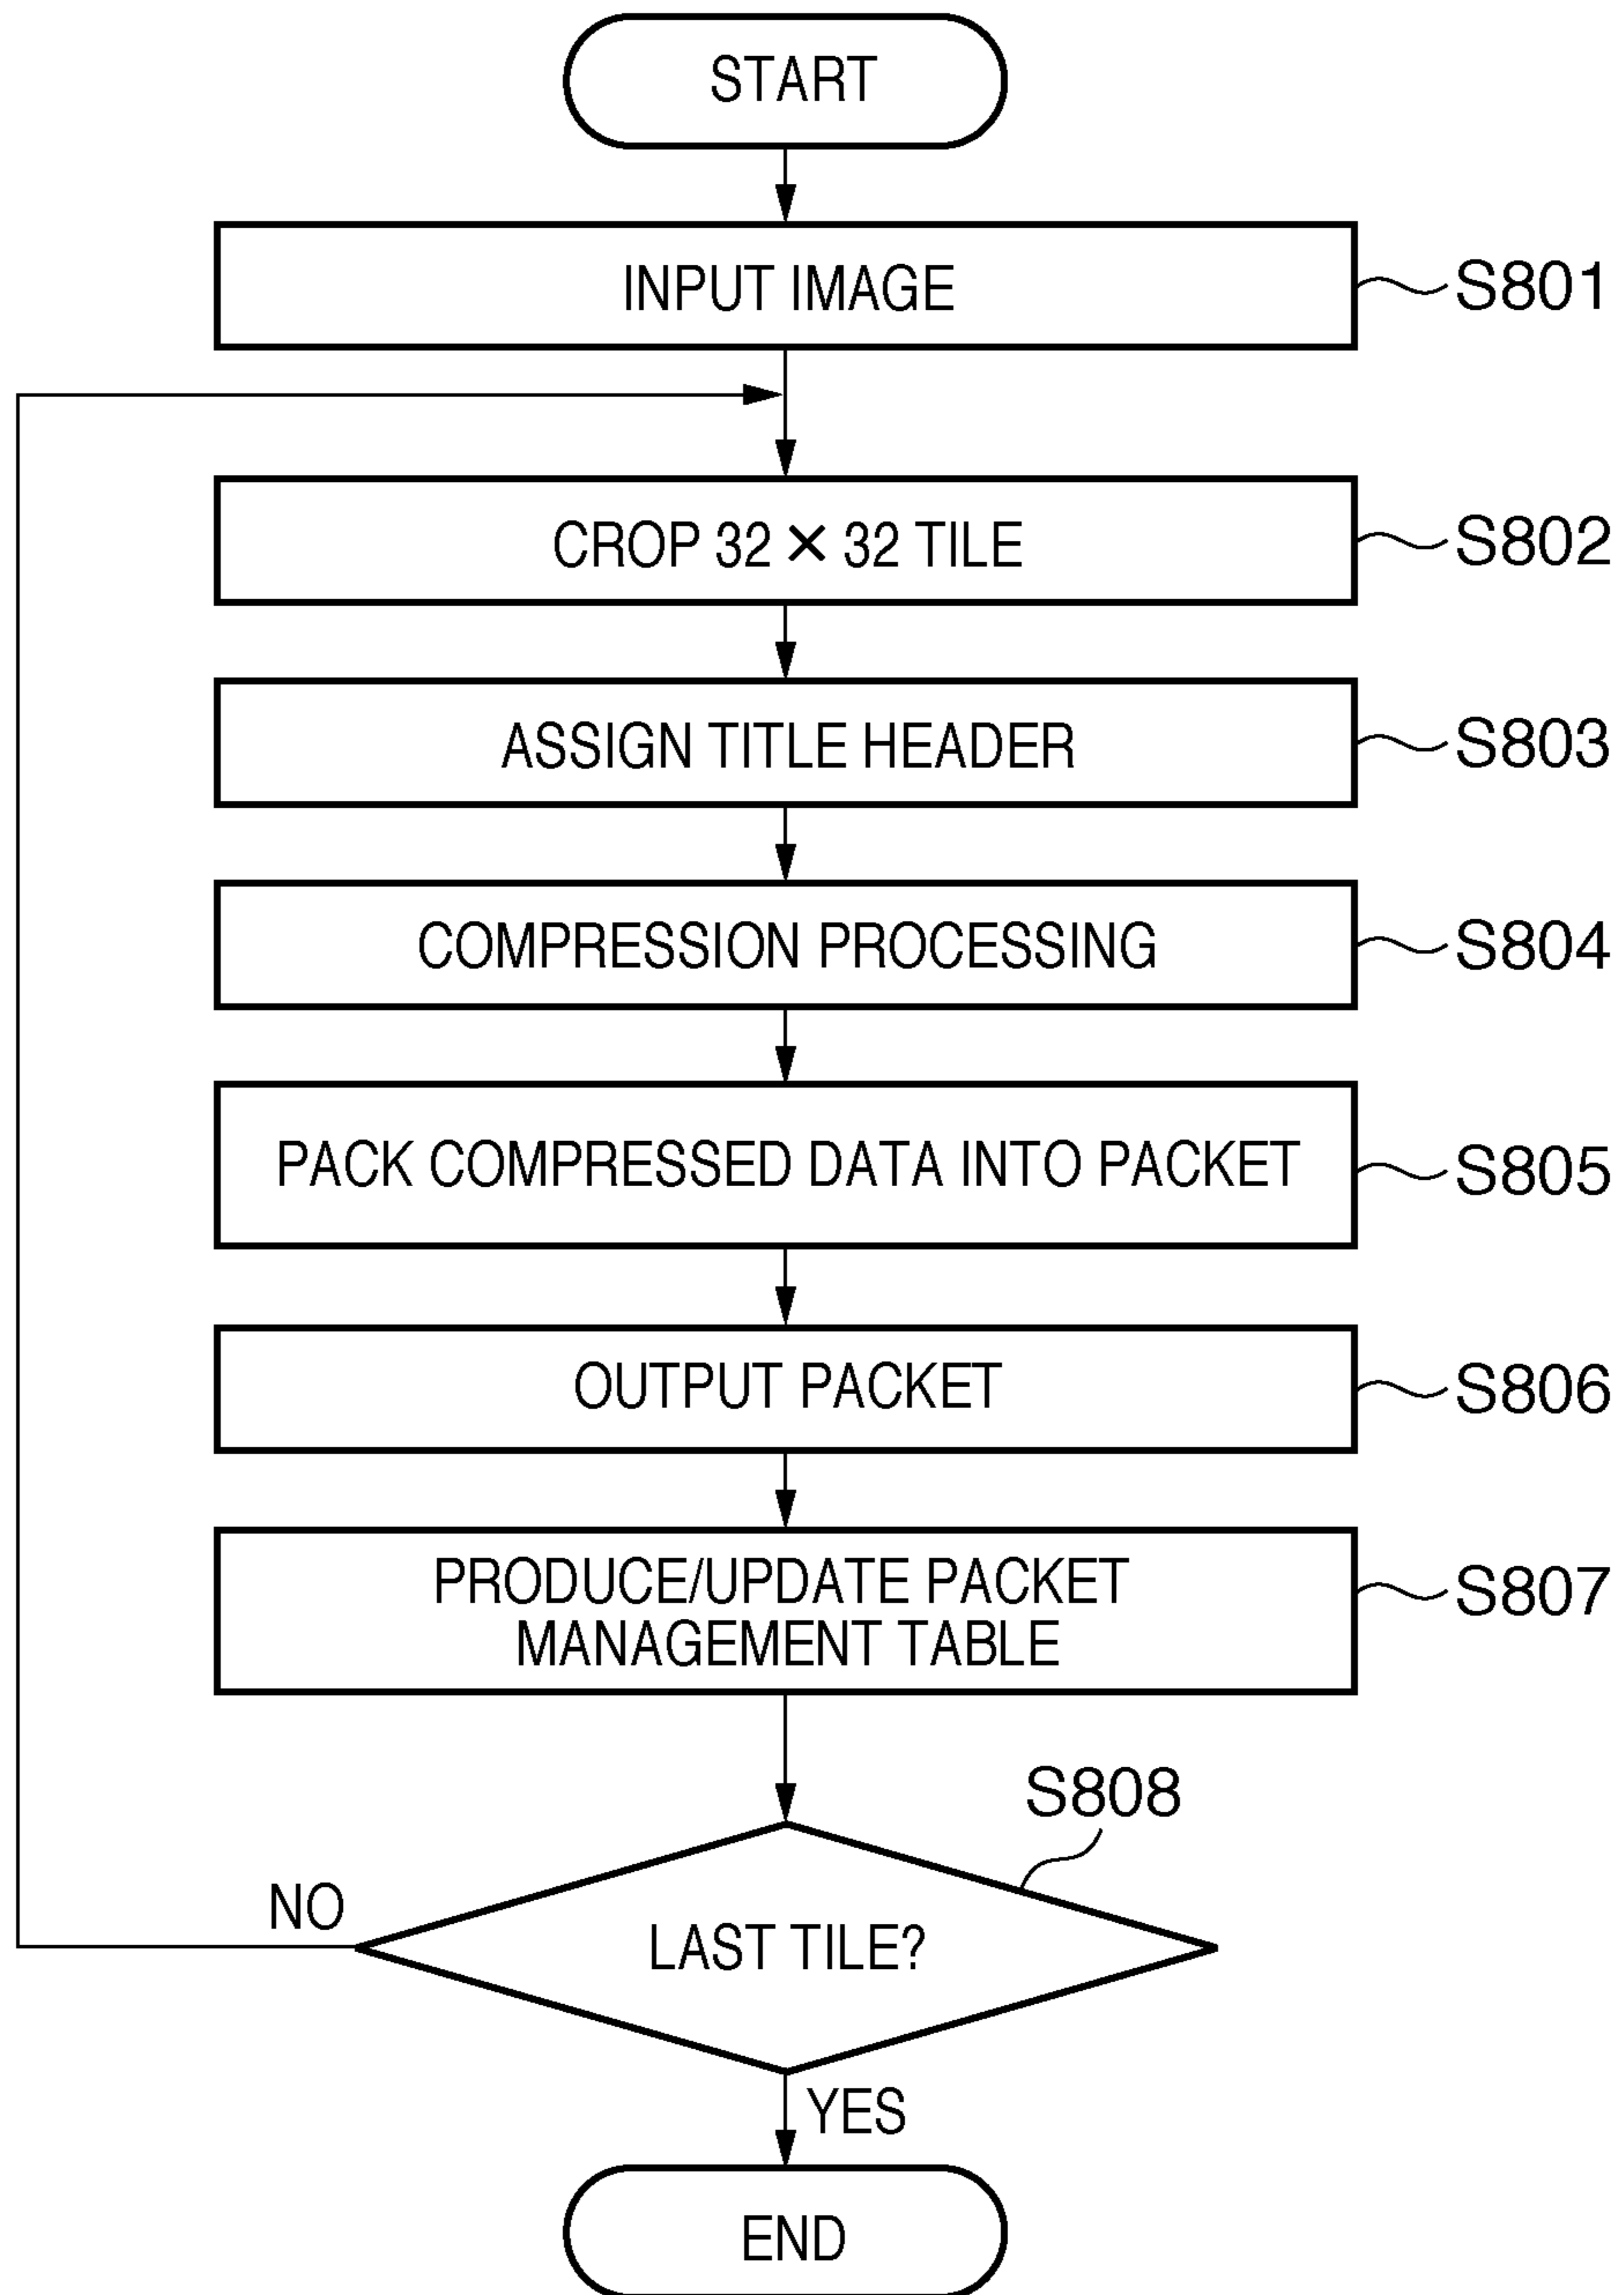 START
INPUT IMAGE
S801
CROP 32 × 32 TILE
S802
ASSIGN TITLE HEADER
S803
COMPRESSION PROCESSING
S804
PACK COMPRESSED DATA INTO PACKET
S805
OUTPUT PACKET
S806
PRODUCE/UPDATE PACKET
MANAGEMENT TABLE
S807
S808
NO
LAST TILE?
YES
END